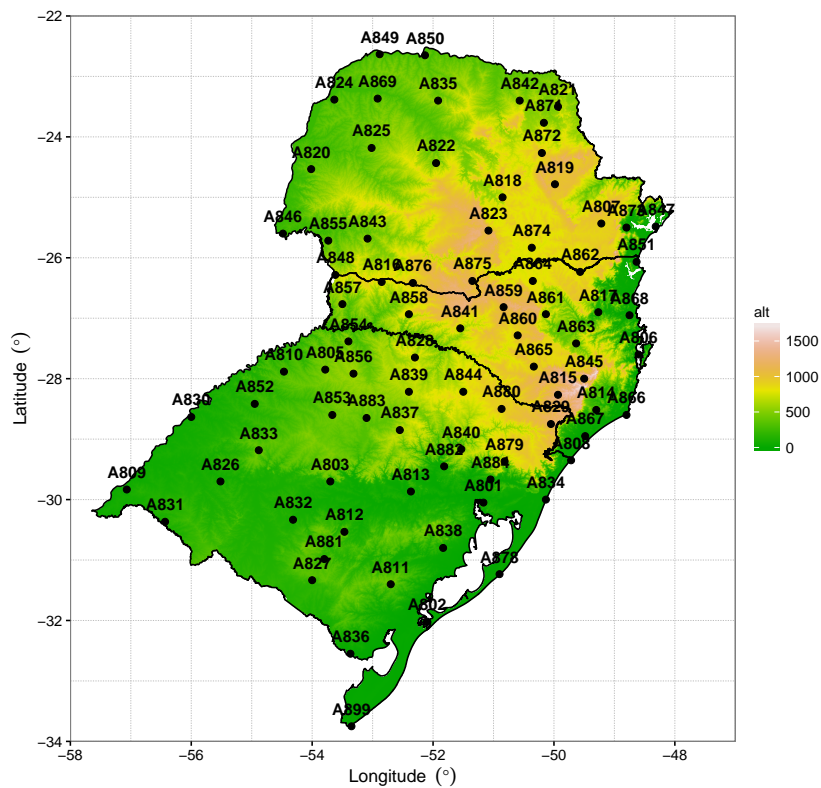 −22
A849 A850
A824 A869 A835 A842 A821
A871
−24
A825 A822 A872
A820 A819
A818
A846 A855 A843 A823 A874 A807 A873 A847
−26
A848 A816 A876 A875 A864 A862 A851
A857 A858 A859 A861 A817 A868
alt
A854 A841 A860 A863 A806
1500
A810 A805 A856 A828 A865 A845
1000
−28
A852 A839 A844 A815
500
A830 A853 A883 A837 A880 A829 A814 A866
0
A833 A840 A879 A867
A882 A808
A809 A826 A803 A813 A884 A834
−30
A831 A832 A812 A801
A881 A838
A827 A811 A878
−32
A802
A836
A899
−34
−58 −56 −54 −52 −50 −48
Longitude (°)
Latitude (°)